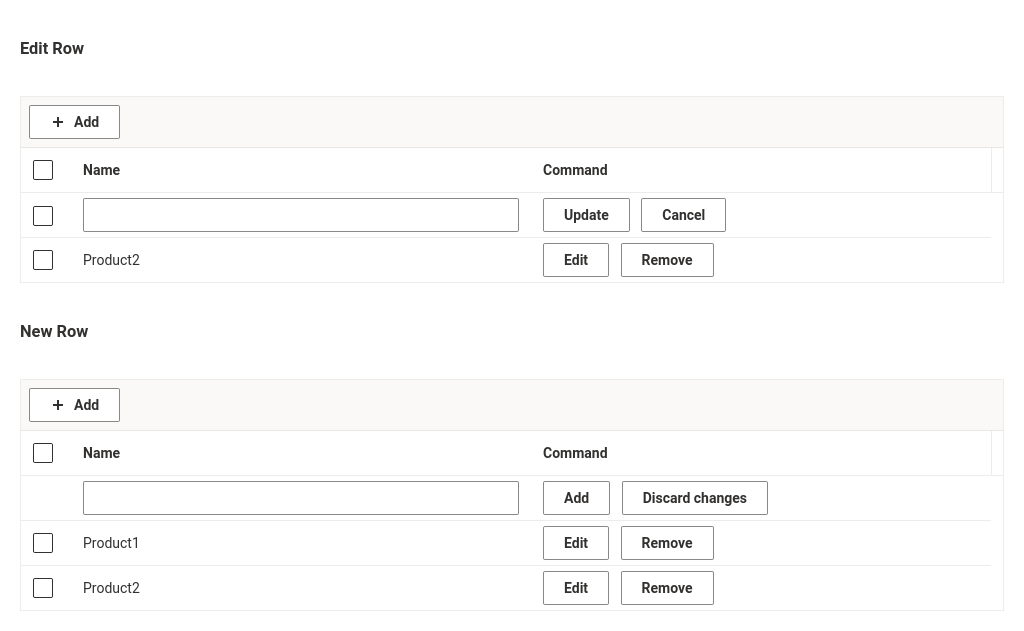 Edit Row
Add
Name Command
Update Cancel
Product2 Edit Remove
New Row
Add
Name Command
Add Discard changes
Product1 Edit Remove
Product2 Edit Remove